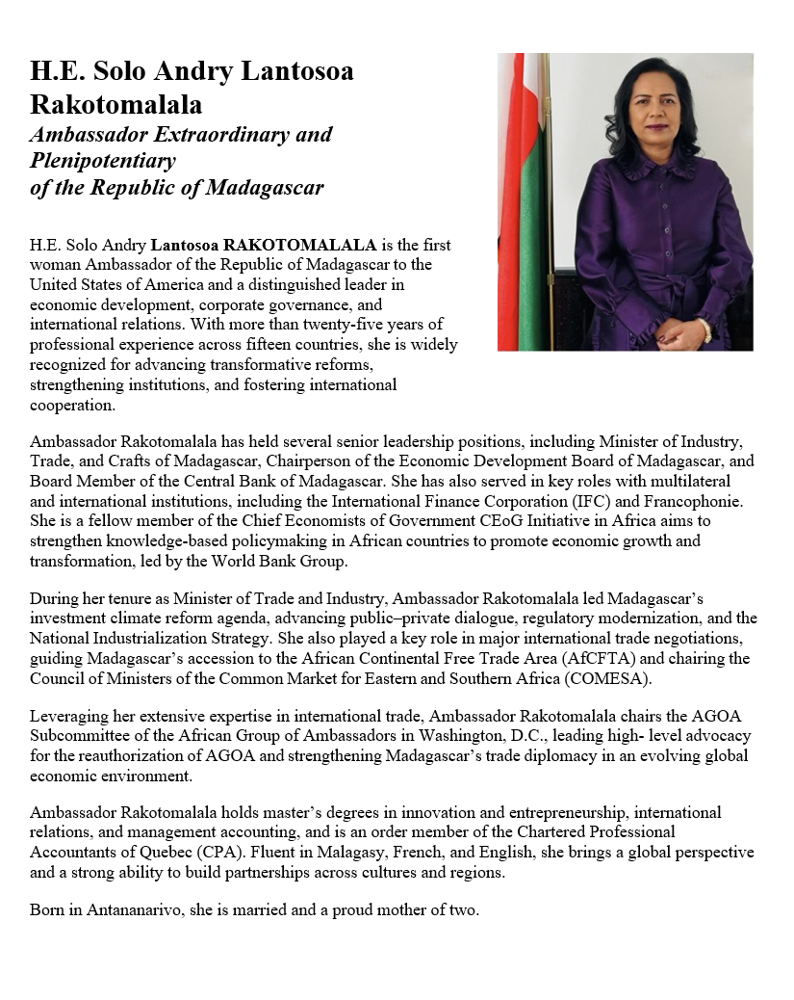 H.E. Solo Andry Lantosoa
Rakotomalala
Ambassador Extraordinary and
Plenipotentiary
of the Republic of Madagascar
H.E. Solo Andry Lantosoa RAKOTOMALALA is the first
woman Ambassador of the Republic of Madagascar to the
United States of America and a distinguished leader in
economic development, corporate governance, and
international relations. With more than twenty-five years of
professional experience across fifteen countries, she is widely
recognized for advancing transformative reforms,
strengthening institutions, and fostering international
cooperation.
Ambassador Rakotomalala has held several senior leadership positions, including Minister of Industry,
Trade, and Crafts of Madagascar, Chairperson of the Economic Development Board of Madagascar, and
Board Member of the Central Bank of Madagascar. She has also served in key roles with multilateral
and international institutions, including the International Finance Corporation (IFC) and Francophonie.
She is a fellow member of the Chief Economists of Government CEoG Initiative in Africa aims to
strengthen knowledge-based policymaking in African countries to promote economic growth and
transformation, led by the World Bank Group.
During her tenure as Minister of Trade and Industry, Ambassador Rakotomalala led Madagascar’s
investment climate reform agenda, advancing public–private dialogue, regulatory modernization, and the
National Industrialization Strategy. She also played a key role in major international trade negotiations,
guiding Madagascar’s accession to the African Continental Free Trade Area (AfCFTA) and chairing the
Council of Ministers of the Common Market for Eastern and Southern Africa (COMESA).
Leveraging her extensive expertise in international trade, Ambassador Rakotomalala chairs the AGOA
Subcommittee of the African Group of Ambassadors in Washington, D.C., leading high- level advocacy
for the reauthorization of AGOA and strengthening Madagascar’s trade diplomacy in an evolving global
economic environment.
Ambassador Rakotomalala holds master’s degrees in innovation and entrepreneurship, international
relations, and management accounting, and is an order member of the Chartered Professional
Accountants of Quebec (CPA). Fluent in Malagasy, French, and English, she brings a global perspective
and a strong ability to build partnerships across cultures and regions.
Born in Antananarivo, she is married and a proud mother of two.